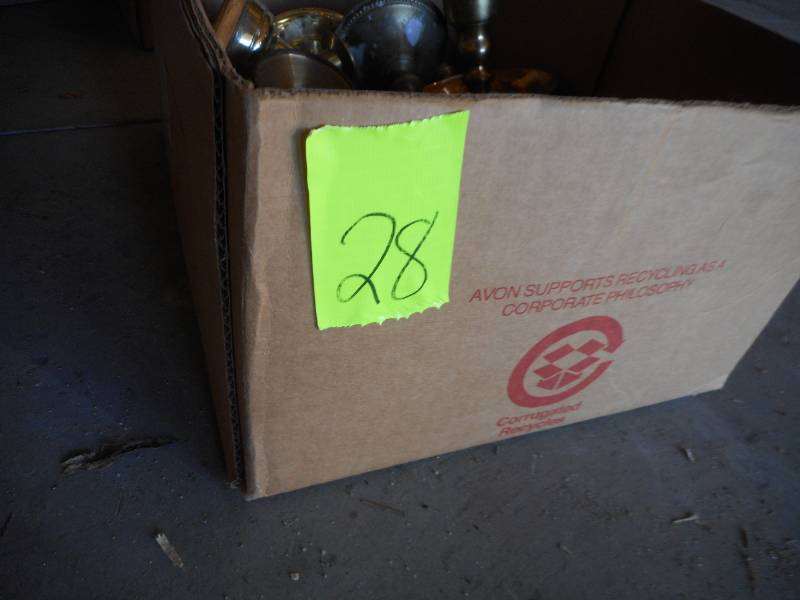 28
AVON SUPPORTS RECYCLING AS A
CORPORATE PHILOSOPHY
Corrugated
Recycles